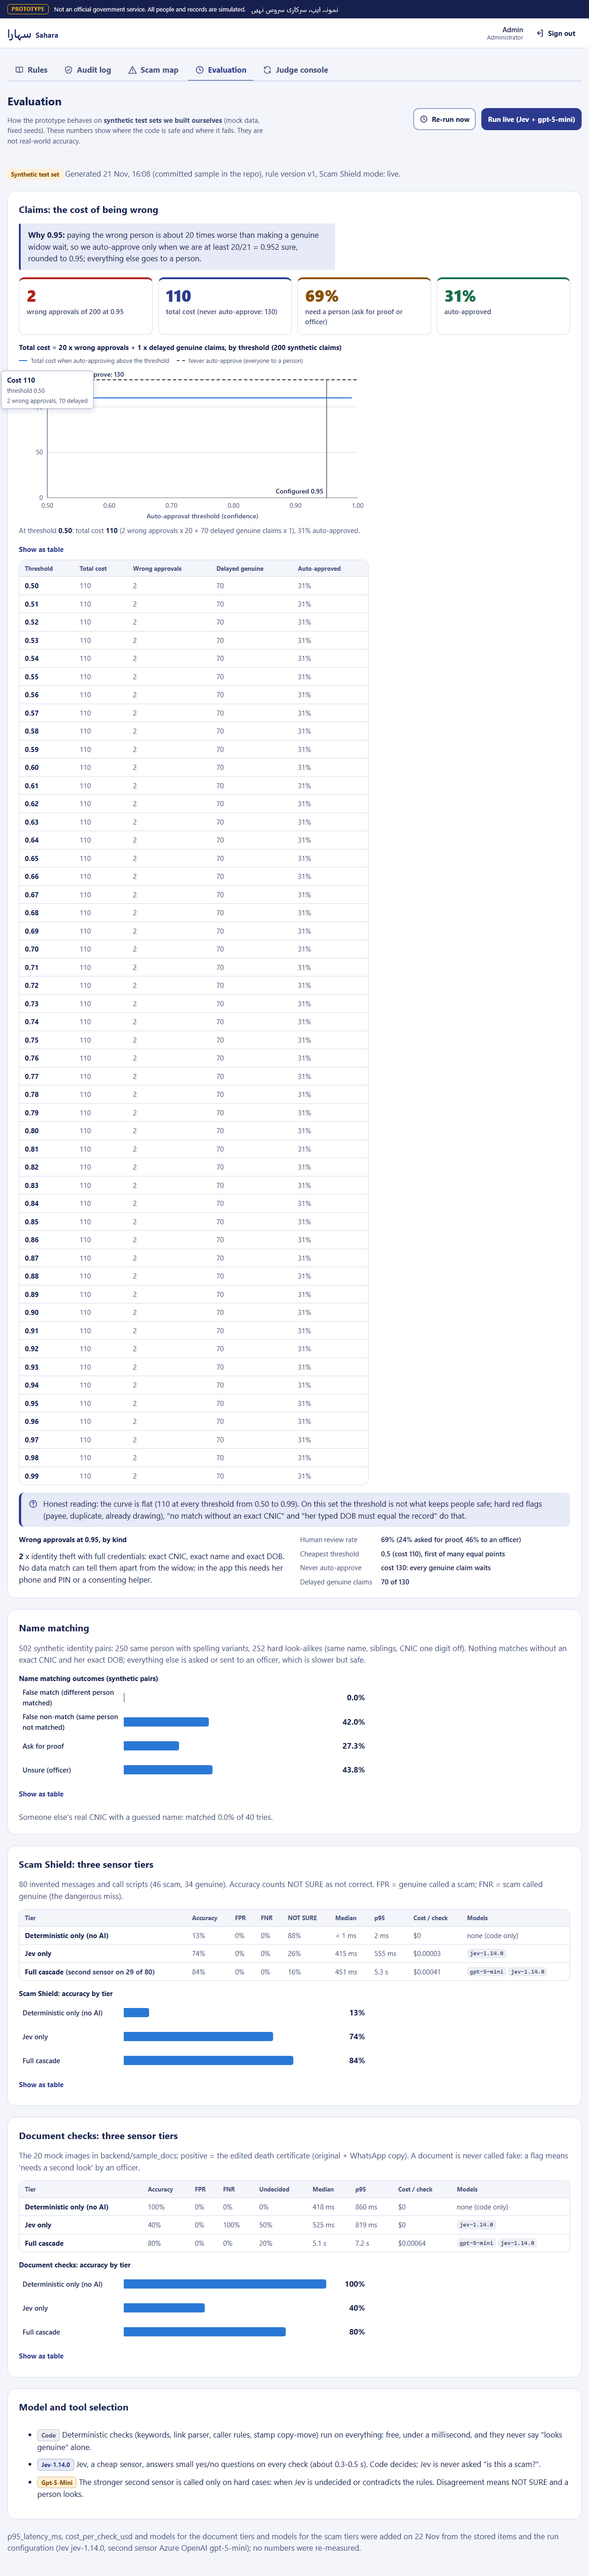 PROTOTYPE Not an official government service. All people and records are simulated. نمونہ ایپ، سرکاری سروس نہیں
سہارا Sahara
Admin
Administrator
Sign out
Rules Audit log Scam map Evaluation Judge console
Evaluation
How the prototype behaves on synthetic test sets we built ourselves (mock data,
fixed seeds). These numbers show where the code is safe and where it fails. They are
not real-world accuracy.
Re-run now Run live (Jev + gpt-5-mini)
Synthetic test set Generated 21 Nov, 16:08 (committed sample in the repo), rule version v1, Scam Shield mode: live.
Claims: the cost of being wrong
Why 0.95: paying the wrong person is about 20 times worse than making a genuine
widow wait, so we auto-approve only when we are at least 20/21 = 0.952 sure,
rounded to 0.95; everything else goes to a person.
2
wrong approvals of 200 at 0.95
110
total cost (never auto-approve: 130)
69%
need a person (ask for proof or
officer)
31%
auto-approved
Total cost = 20 x wrong approvals + 1 x delayed genuine claims, by threshold (200 synthetic claims)
Total cost when auto-approving above the threshold Never auto-approve (everyone to a person)
prove: 130
Cost 110
threshold 0.50
2 wrong approvals, 70 delayed
50
Configured 0.95
0
0.50 0.60 0.70 0.80 0.90 1.00
Auto-approval threshold (confidence)
At threshold 0.50: total cost 110 (2 wrong approvals x 20 + 70 delayed genuine claims x 1), 31% auto-approved.
Show as table
Threshold Total cost Wrong approvals Delayed genuine Auto-approved
0.50 110 2 70 31%
0.51 110 2 70 31%
0.52 110 2 70 31%
0.53 110 2 70 31%
0.54 110 2 70 31%
0.55 110 2 70 31%
0.56 110 2 70 31%
0.57 110 2 70 31%
0.58 110 2 70 31%
0.59 110 2 70 31%
0.60 110 2 70 31%
0.61 110 2 70 31%
0.62 110 2 70 31%
0.63 110 2 70 31%
0.64 110 2 70 31%
0.65 110 2 70 31%
0.66 110 2 70 31%
0.67 110 2 70 31%
0.68 110 2 70 31%
0.69 110 2 70 31%
0.70 110 2 70 31%
0.71 110 2 70 31%
0.72 110 2 70 31%
0.73 110 2 70 31%
0.74 110 2 70 31%
0.75 110 2 70 31%
0.76 110 2 70 31%
0.77 110 2 70 31%
0.78 110 2 70 31%
0.79 110 2 70 31%
0.80 110 2 70 31%
0.81 110 2 70 31%
0.82 110 2 70 31%
0.83 110 2 70 31%
0.84 110 2 70 31%
0.85 110 2 70 31%
0.86 110 2 70 31%
0.87 110 2 70 31%
0.88 110 2 70 31%
0.89 110 2 70 31%
0.90 110 2 70 31%
0.91 110 2 70 31%
0.92 110 2 70 31%
0.93 110 2 70 31%
0.94 110 2 70 31%
0.95 110 2 70 31%
0.96 110 2 70 31%
0.97 110 2 70 31%
0.98 110 2 70 31%
0.99 110 2 70 31%
Honest reading: the curve is flat (110 at every threshold from 0.50 to 0.99). On this set the threshold is not what keeps people safe; hard red flags
(payee, duplicate, already drawing), "no match without an exact CNIC" and "her typed DOB must equal the record" do that.
Wrong approvals at 0.95, by kind
2 x identity theft with full credentials: exact CNIC, exact name and exact DOB.
No data match can tell them apart from the widow; in the app this needs her
phone and PIN or a consenting helper.
Human review rate 69% (24% asked for proof, 46% to an officer)
Cheapest threshold 0.5 (cost 110), first of many equal points
Never auto-approve cost 130: every genuine claim waits
Delayed genuine claims 70 of 130
Name matching
502 synthetic identity pairs: 250 same person with spelling variants, 252 hard look-alikes (same name, siblings, CNIC one digit off). Nothing matches without an
exact CNIC and her exact DOB; everything else is asked or sent to an officer, which is slower but safe.
Name matching outcomes (synthetic pairs)
False match (different person
matched) 0.0%
False non-match (same person
not matched) 42.0%
Ask for proof 27.3%
Unsure (officer) 43.8%
Show as table
Someone else's real CNIC with a guessed name: matched 0.0% of 40 tries.
Scam Shield: three sensor tiers
80 invented messages and call scripts (46 scam, 34 genuine). Accuracy counts NOT SURE as not correct. FPR = genuine called a scam; FNR = scam called
genuine (the dangerous miss).
Tier Accuracy FPR FNR NOT SURE Median p95 Cost / check Models
Deterministic only (no AI) 13% 0% 0% 88% < 1 ms 2 ms $0 none (code only)
Jev only 74% 0% 0% 26% 415 ms 555 ms $0.00003 jev-1.14.0
Full cascade (second sensor on 29 of 80) 84% 0% 0% 16% 451 ms 5.3 s $0.00041 gpt-5-mini jev-1.14.0
Scam Shield: accuracy by tier
Deterministic only (no AI) 13%
Jev only 74%
Full cascade 84%
Show as table
Document checks: three sensor tiers
The 20 mock images in backend/sample_docs; positive = the edited death certificate (original + WhatsApp copy). A document is never called fake: a flag means
'needs a second look' by an officer.
Tier Accuracy FPR FNR Undecided Median p95 Cost / check Models
Deterministic only (no AI) 100% 0% 0% 0% 418 ms 860 ms $0 none (code only)
Jev only 40% 0% 100% 50% 525 ms 819 ms $0 jev-1.14.0
Full cascade 80% 0% 0% 20% 5.1 s 7.2 s $0.00064 gpt-5-mini jev-1.14.0
Document checks: accuracy by tier
Deterministic only (no AI) 100%
Jev only 40%
Full cascade 80%
Show as table
Model and tool selection
Code Deterministic checks (keywords, link parser, caller rules, stamp copy-move) run on everything: free, under a millisecond, and they never say "looks
genuine" alone.
Jev-1.14.0 Jev, a cheap sensor, answers small yes/no questions on every check (about 0.3-0.5 s). Code decides; Jev is never asked "is this a scam?".
Gpt-5-Mini The stronger second sensor is called only on hard cases: when Jev is undecided or contradicts the rules. Disagreement means NOT SURE and a
person looks.
p95_latency_ms, cost_per_check_usd and models for the document tiers and models for the scam tiers were added on 22 Nov from the stored items and the run
configuration (Jev jev-1.14.0, second sensor Azure OpenAI gpt-5-mini); no numbers were re-measured.